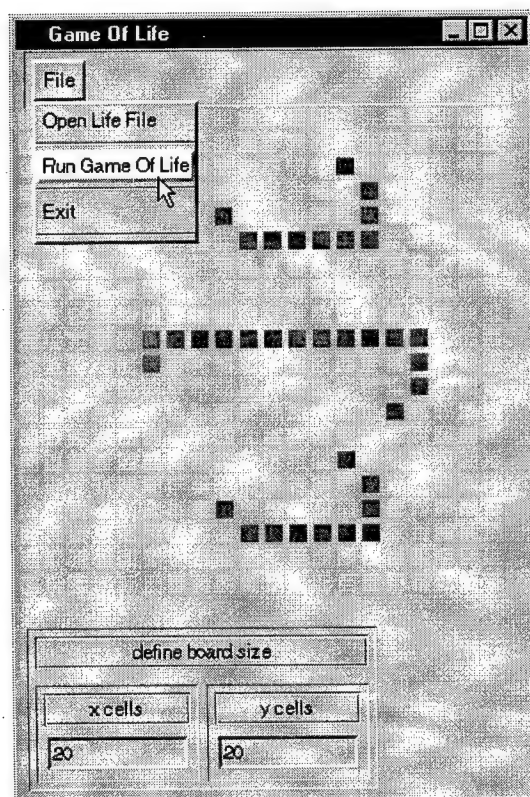 Game Of Life
File
Open Life File
Run Game Of Life
Exit
define board size
x cells
y cells
20
20